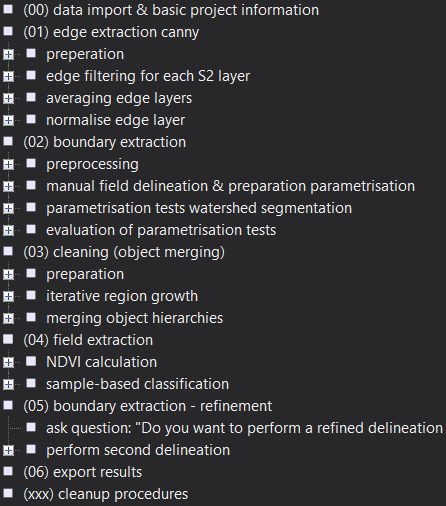 (00) data import & basic project information
(01) edge extraction canny
preperation
edge filtering for each S2 layer
averaging edge layers
normalise edge layer
(02) boundary extraction
preprocessing
manual field delineation & preparation parametrisation
parametrisation tests watershed segmentation
evaluation of parametrisation tests
(03) cleaning (object merging)
preparation
iterative region growth
merging object hierarchies
(04) field extraction
NDVI calculation
sample-based classification
(05) boundary extraction - refinement
ask question: "Do you want to perform a refined delineation
perform second delineation
(06) export results
(xxx) cleanup procedures